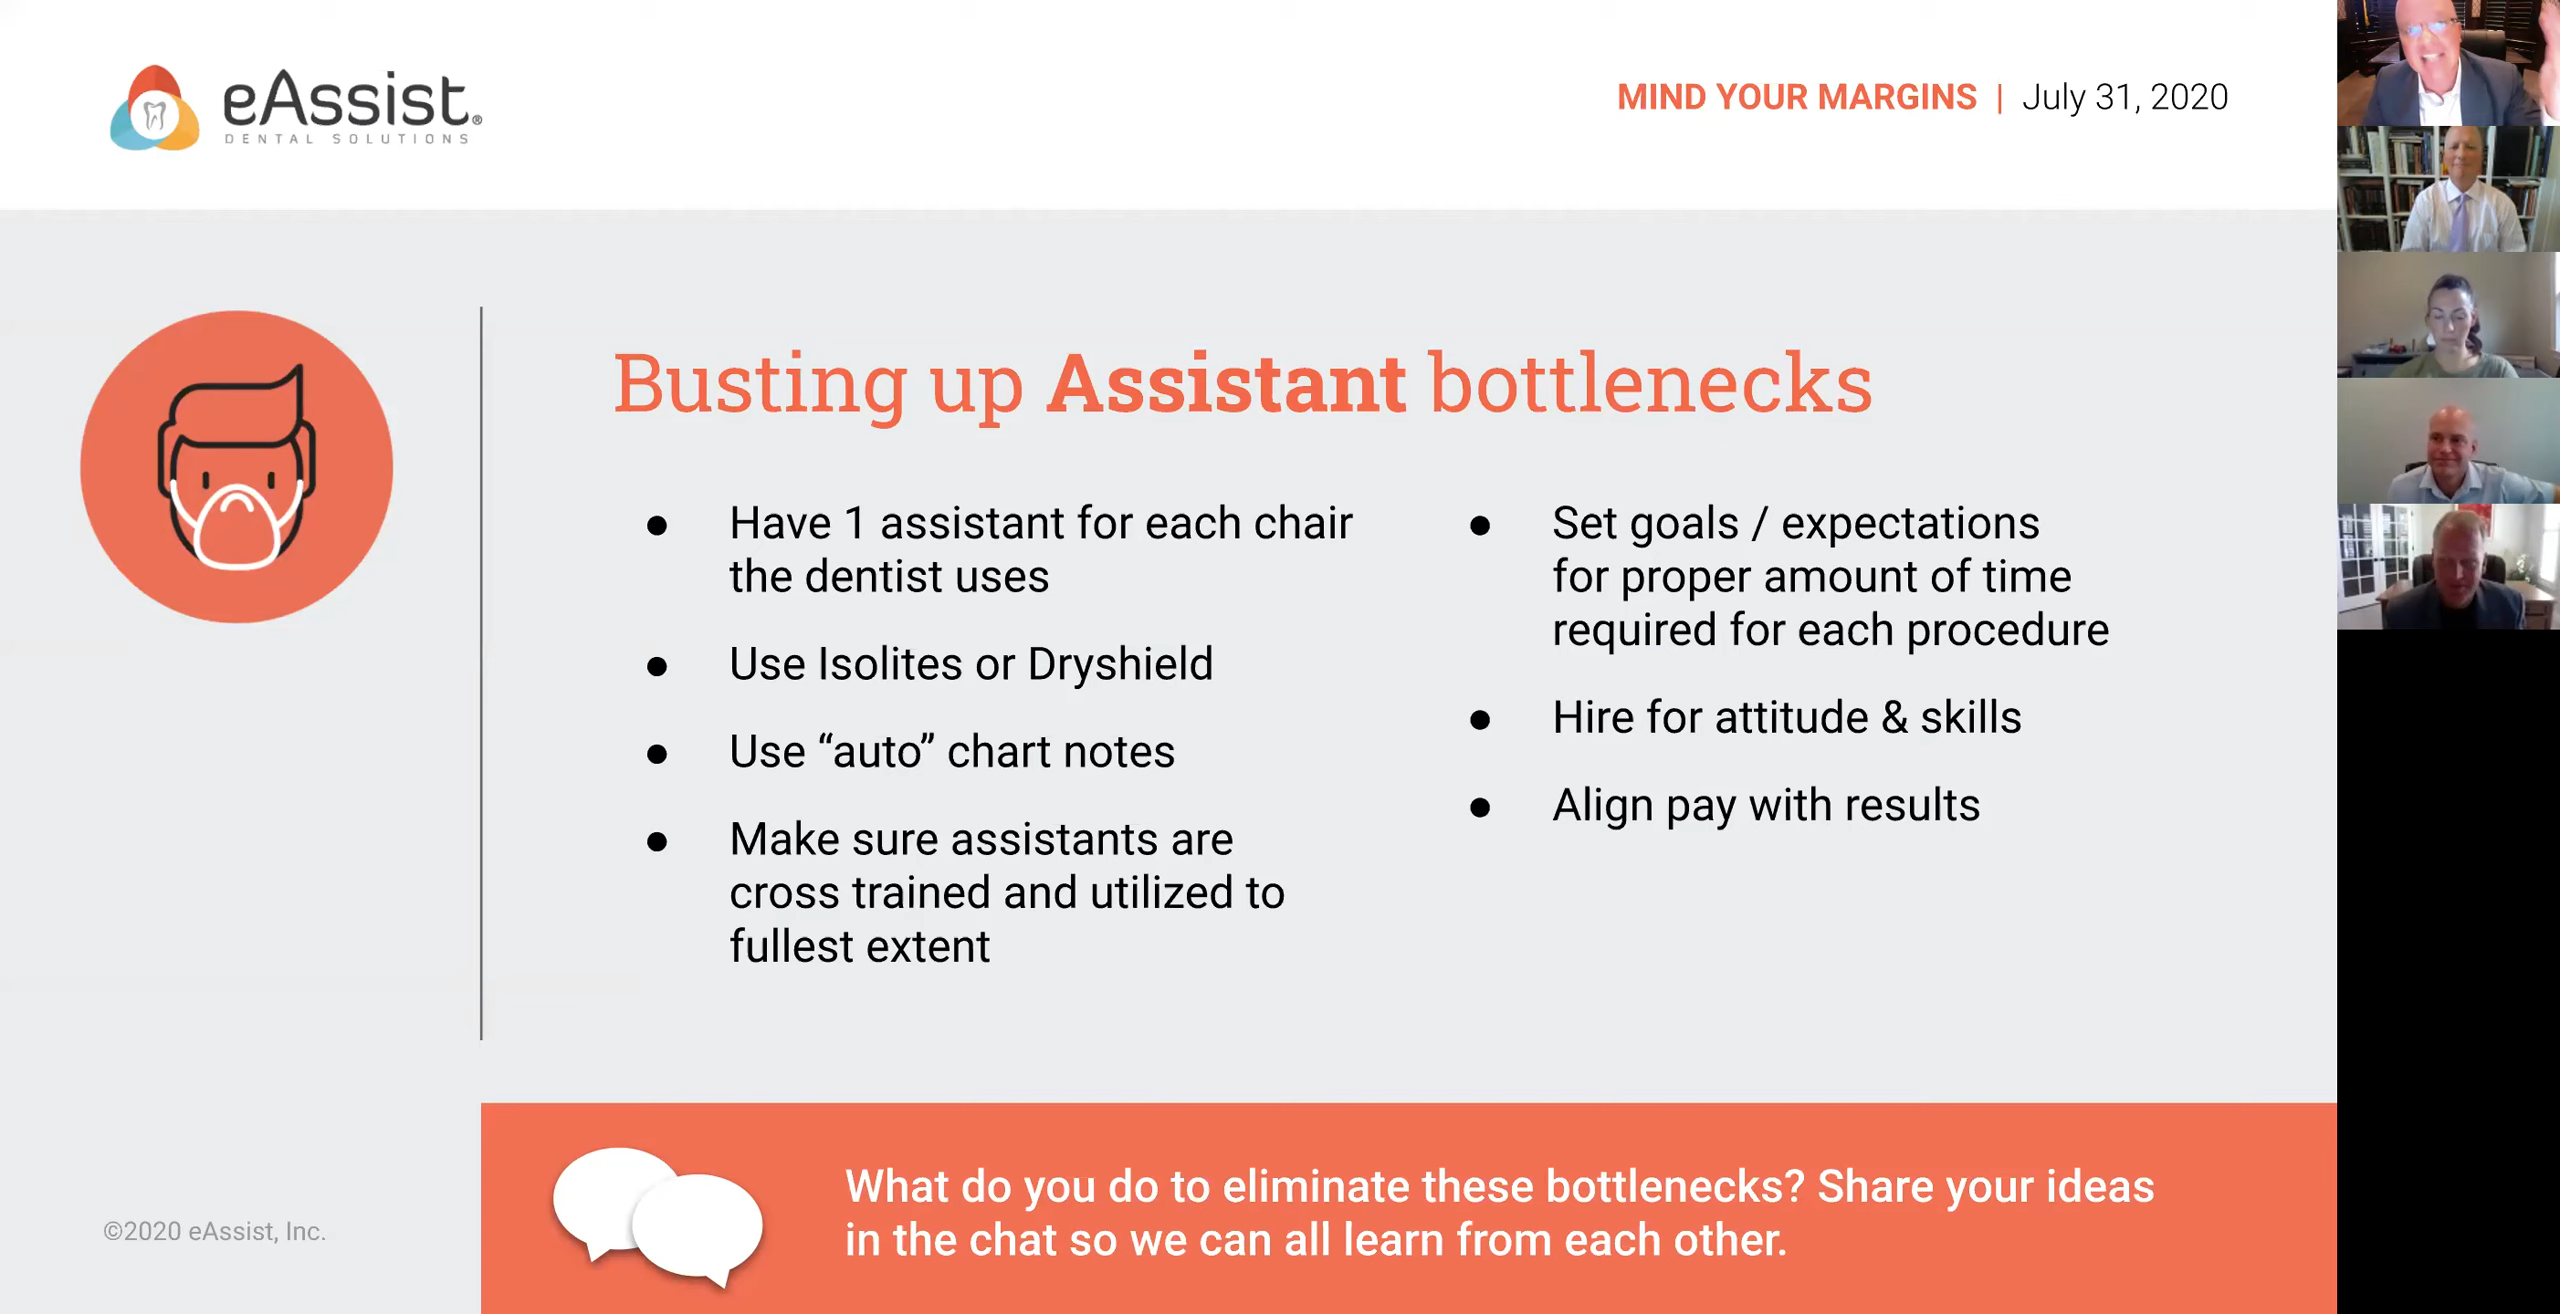 eAssist®
DENTAL SOLUTIONS
MIND YOUR MARGINS | July 31, 2020
Busting up Assistant bottlenecks
● Have 1 assistant for each chair
the dentist uses
● Use Isolites or Dryshield
● Use “auto” chart notes
● Make sure assistants are
cross trained and utilized to
fullest extent
● Set goals / expectations
for proper amount of time
required for each procedure
● Hire for attitude & skills
● Align pay with results
What do you do to eliminate these bottlenecks? Share your ideas
in the chat so we can all learn from each other.
©2020 eAssist, Inc.